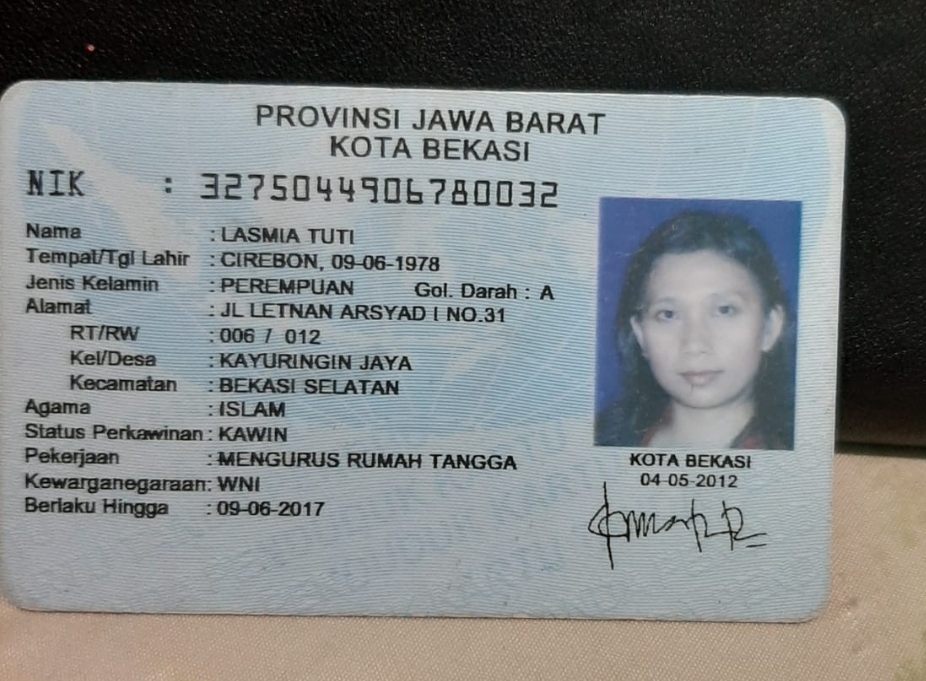 PROVINSI JAWA BARAT
KOTA BEKASI
NIK : 3275044906780032
Nama : LASMIA TUTI
Tempat/Tgl Lahir : CIREBON, 09-06-1978
Jenis Kelamin : PEREMPUAN Gol. Darah : A
Alamat : JL LETNAN ARSYAD I NO.31
RT/RW : 006 / 012
Kel/Desa : KAYURINGIN JAYA
Kecamatan : BEKASI SELATAN
Agama : ISLAM
Status Perkawinan : KAWIN
Pekerjaan : MENGURUS RUMAH TANGGA
Kewarganegaraan : WNI
Berlaku Hingga : 09-06-2017
KOTA BEKASI
04-05-2012